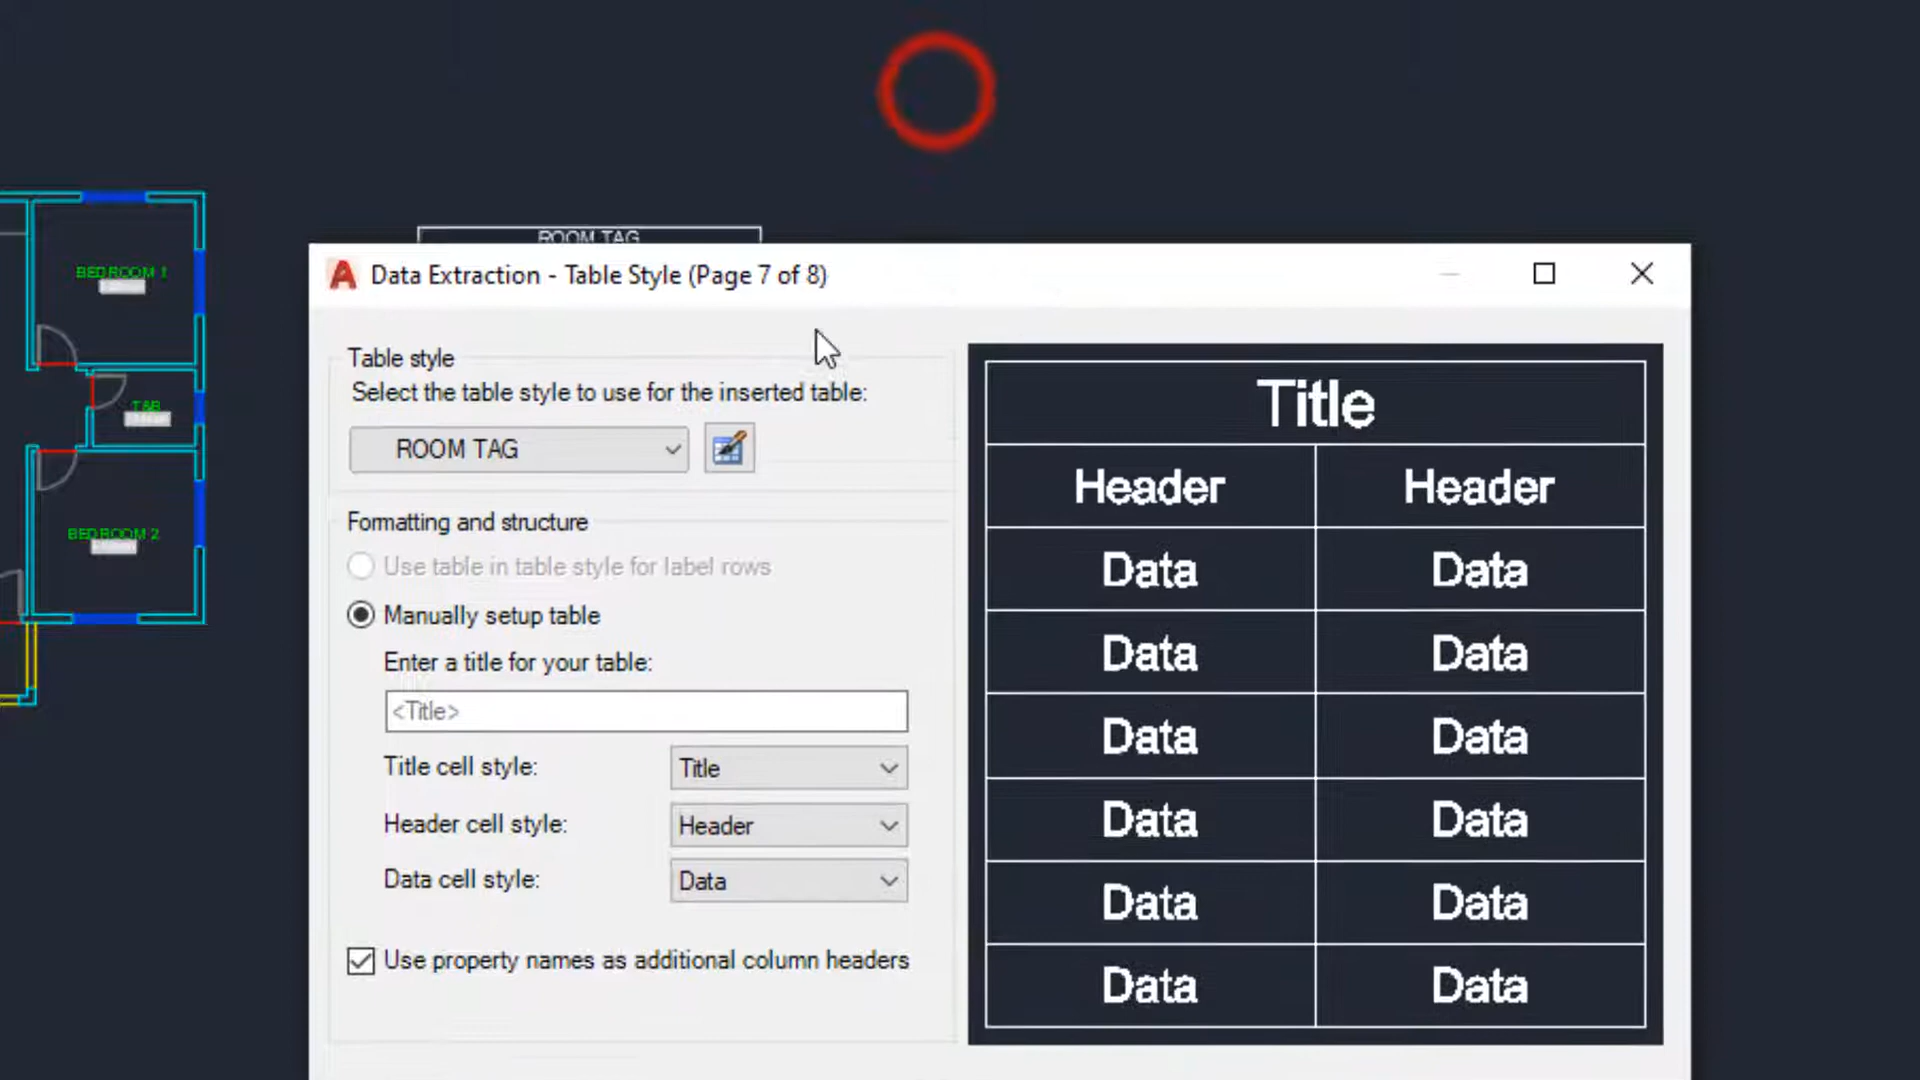 ROOM TAG
BEDROOM 1
T&B
BEDROOM 2
Data Extraction - Table Style (Page 7 of 8)
Table style
Select the table style to use for the inserted table:
ROOM TAG
Formatting and structure
Use table in table style for label rows
Manually setup table
Enter a title for your table:
<Title>
Title cell style: Title
Header cell style: Header
Data cell style: Data
Use property names as additional column headers
Title
Header Header
Data Data
Data Data
Data Data
Data Data
Data Data
Data Data